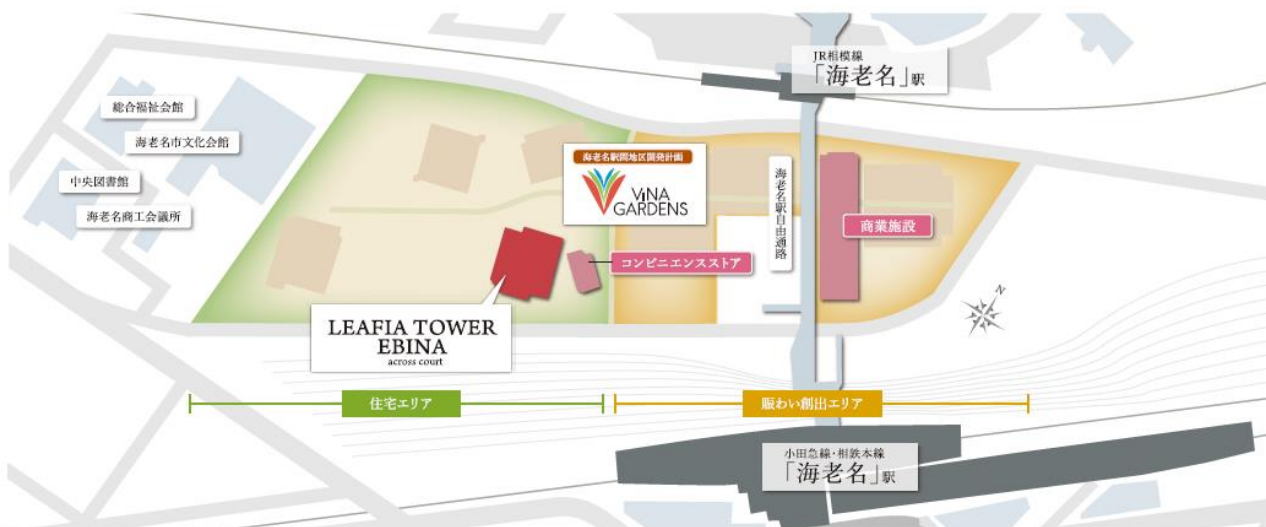 JR相模線
「海老名」駅
総合福祉会館
海老名市文化会館
中央図書館
海老名商工会議所
海老名駅間地区開発計画
ViNA
GARDENS
海老名駅自由通路
商業施設
コンビニエンスストア
LEAFIA TOWER
EBINA
across court
N
住宅エリア
賑わい創出エリア
小田急線・相鉄本線
「海老名」駅